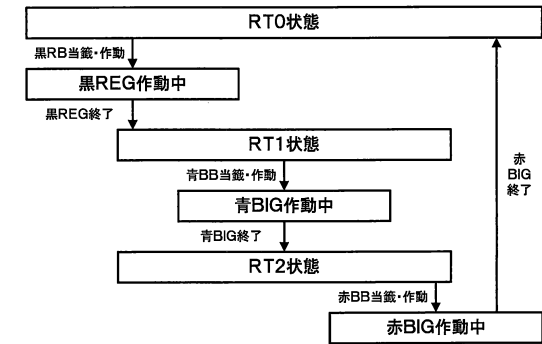 RT0状態
黒RB当籤・作動
黒REG作動中
黒REG終了
RT1状態
青BB当籤・作動
青BIG作動中
青BIG終了
RT2状態
赤BB当籤・作動
赤BIG作動中
赤
BIG
終了